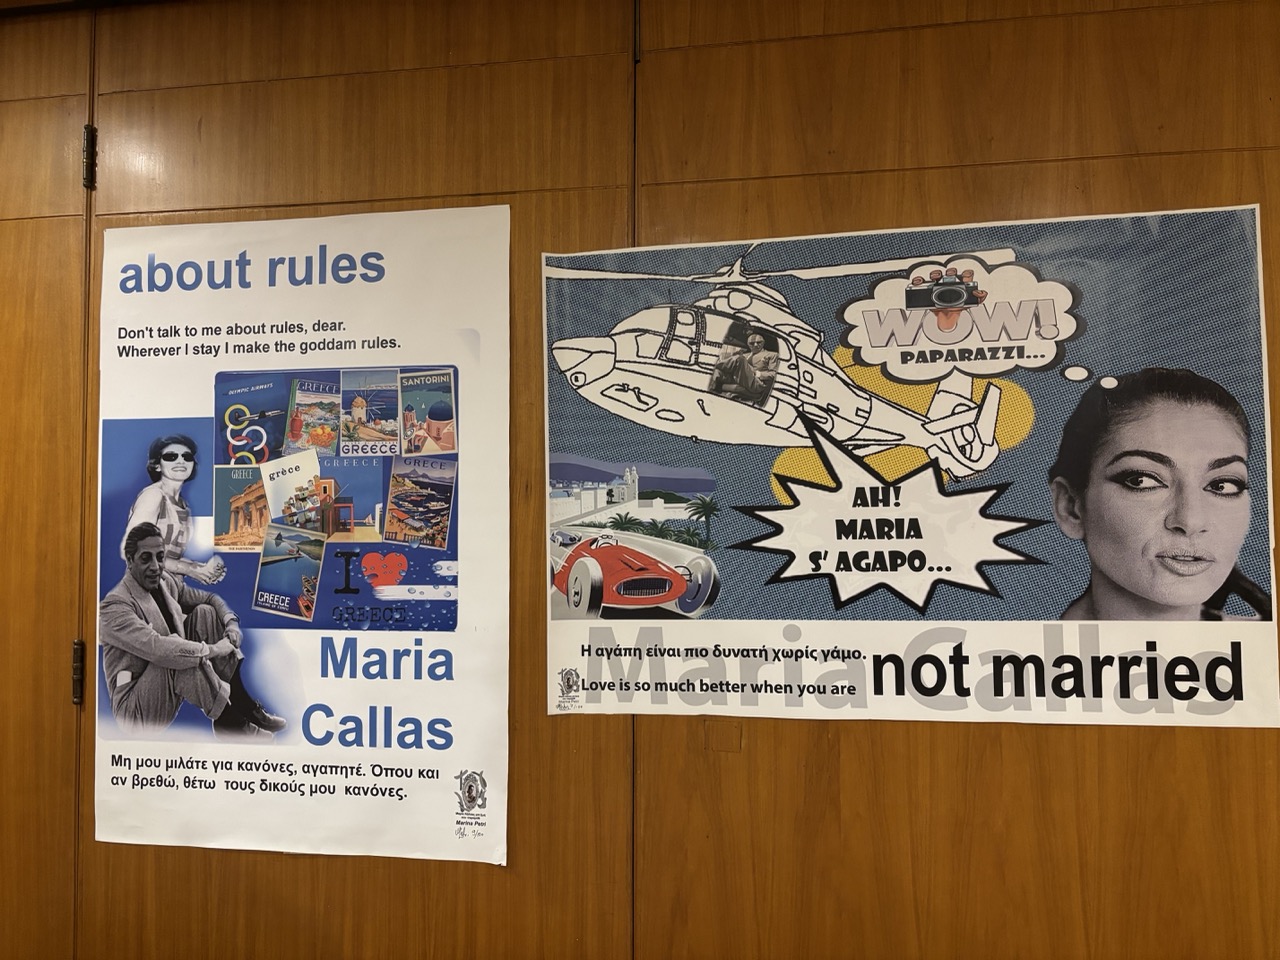 about rules
Don't talk to me about rules, dear.
Wherever I stay I make the goddam rules.
OLYMPIC AIRWAYS
GREECE
GREECE
SANTORINI
GREECE
grèce
GREECE
GRECE
GREECE
I
GREECE
Maria
Callas
Μη μου μιλάτε για κανόνες, αγαπητέ. Όπου και
αν βρεθώ, θέτω τους δικούς μου κανόνες.
Marina Petri
WOW!
PAPARAZZI...
AH!
MARIA
S' AGAPO...
Maria Callas
Η αγάπη είναι πιο δυνατή χωρίς γάμο.
Love is so much better when you are
not married